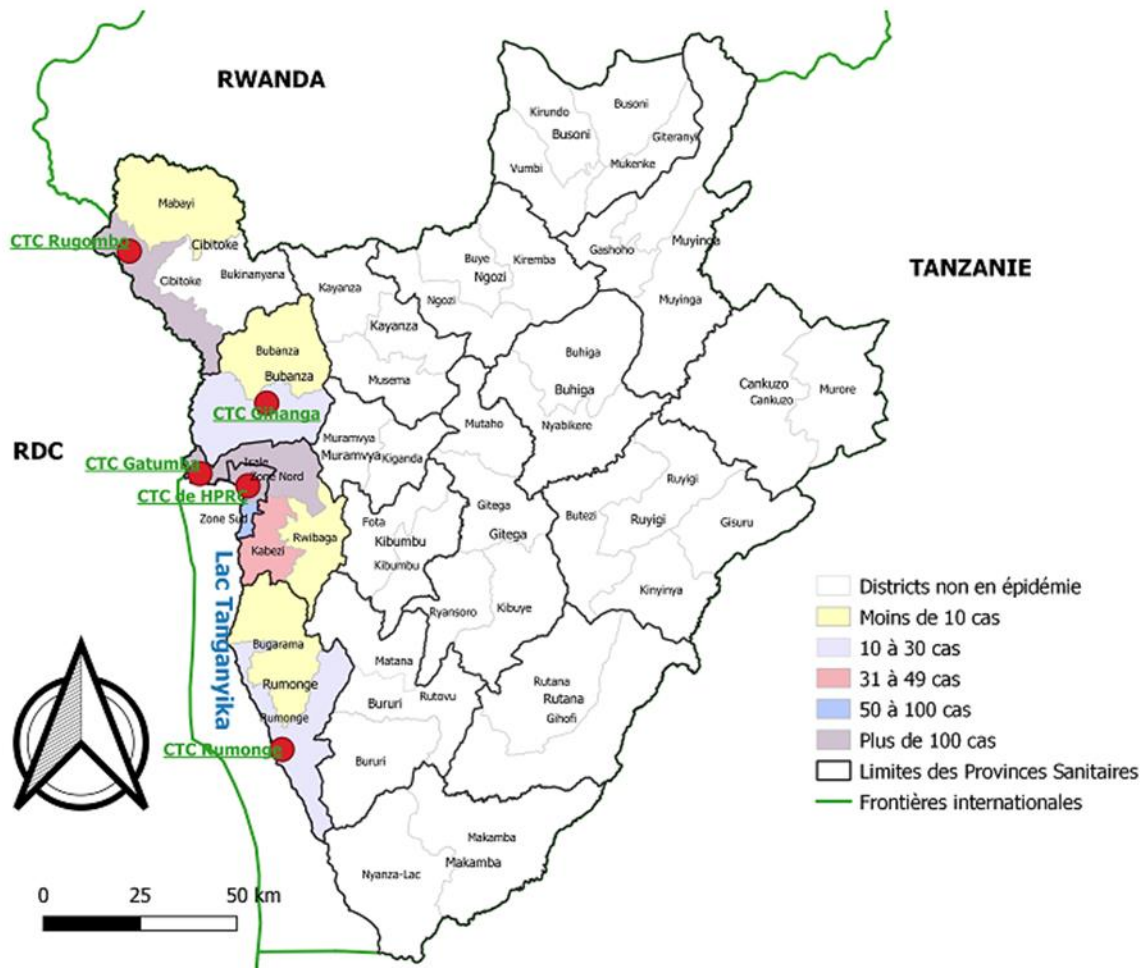 RWANDA
Kirundo
Busoni
Busoni
Giteranyi
Vumbi
Mukenke
Mabayi
CTC Rugomba
Cibitoke
Cibitoke
Bukinanyana
Gashoho
Muyinga
Muyinga
Buye
Ngozi
Kiremba
Ngozi
TANZANIE
Kayanza
Kayanza
Musema
Bubanza
Bubanza
CTC Gihanga
Buhiga
Buhiga
Nyabikere
Cankuzo
Cankuzo
Murore
Mutaho
Muramvya
Muramvya
Kiganda
RDC
CTC Gatumba
Isale
Zone Nord
CTC de HPRC
Zone Sud
Kabezi
Rwibaga
Fota
Kibumbu
Kibumbu
Gitega
Gitega
Ruyigi
Butezi
Ruyigi
Gisuru
Kinyinya
Ryansoro
Kibuye
Lac Tanganyika
Bugarama
Rumonge
Rumonge
CTC Rumonge
Matana
Bururi
Rutovu
Bururi
Rutana
Rutana
Gihofi
Makamba
Makamba
Nyanza-Lac
Districts non en épidémie
Moins de 10 cas
10 à 30 cas
31 à 49 cas
50 à 100 cas
Plus de 100 cas
Limites des Provinces Sanitaires
Frontières internationales
0 25 50 km